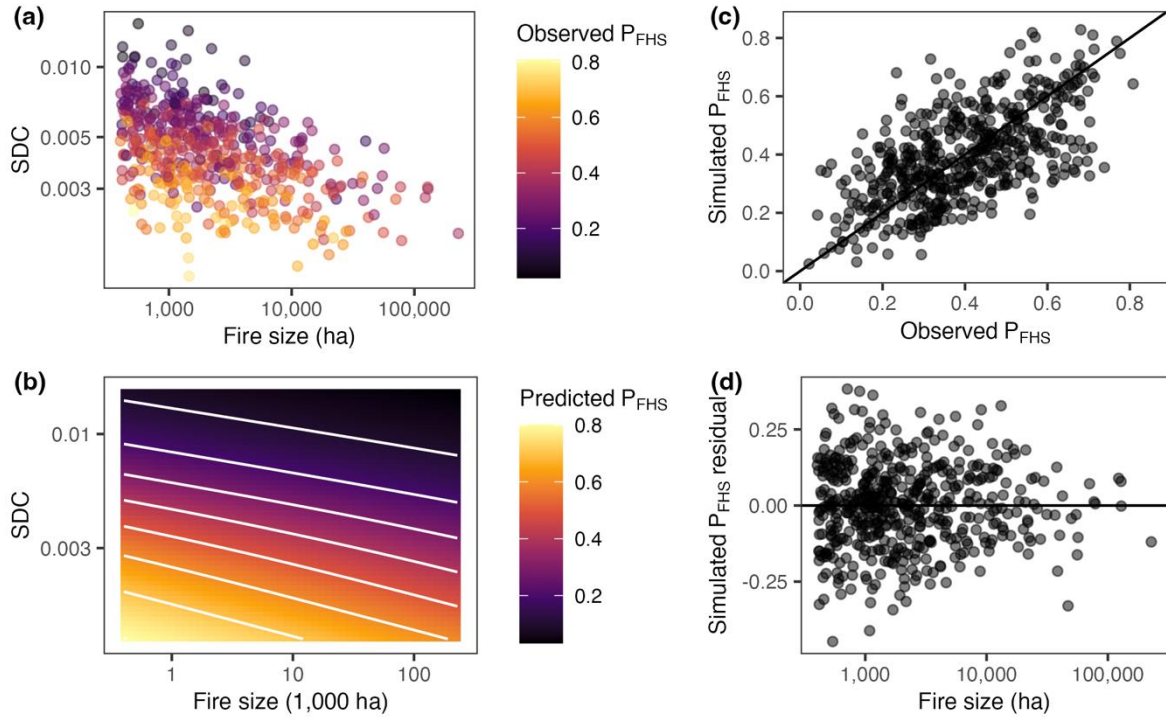 (a)
SDC
0.010
0.005
0.003
1,000 10,000 100,000
Fire size (ha)
Observed PFHS
0.8
0.6
0.4
0.2
(c)
Simulated PFHS
0.8
0.6
0.4
0.2
0.0
0.0 0.2 0.4 0.6 0.8
Observed PFHS
(b)
SDC
0.01
0.003
1 10 100
Fire size (1,000 ha)
Predicted PFHS
0.8
0.6
0.4
0.2
(d)
Simulated PFHS residual
0.25
0.00
-0.25
1,000 10,000 100,000
Fire size (ha)